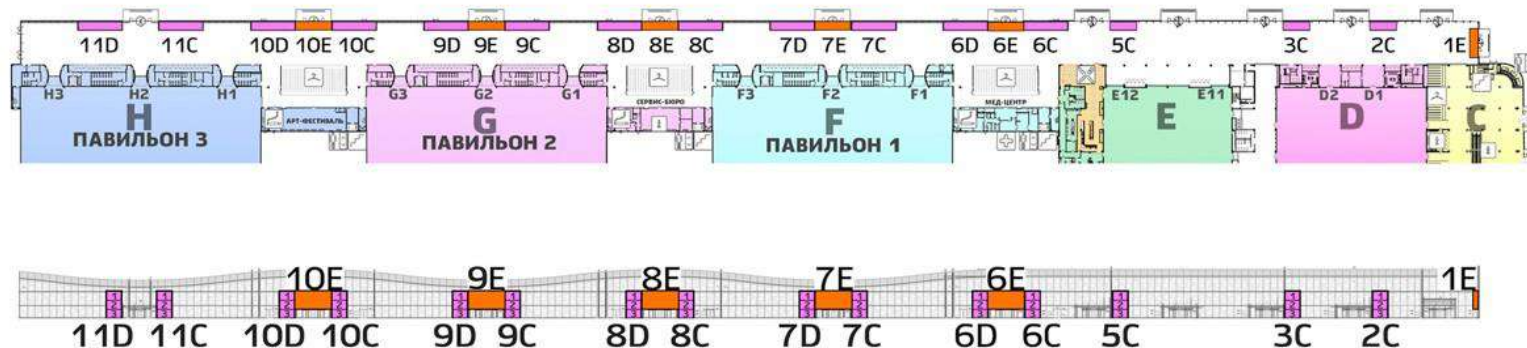 11D 11C 10D 10E 10C 9D 9E 9C 8D 8E 8C 7D 7E 7C 6D 6E 6C 5C 3C 2C 1E
H3 H2 H1 G3 G2 G1 F3 F2 F1 E12 E11 D2 D1
СЕРВИС-БЮРО МЕД-ЦЕНТР
H G F E D C
АРТ-ФЕСТИВАЛЬ
ПАВИЛЬОН 3 ПАВИЛЬОН 2 ПАВИЛЬОН 1
10E 9E 8E 7E 6E 1E
11D 11C 10D 10C 9D 9C 8D 8C 7D 7C 6D 6C 5C 3C 2C